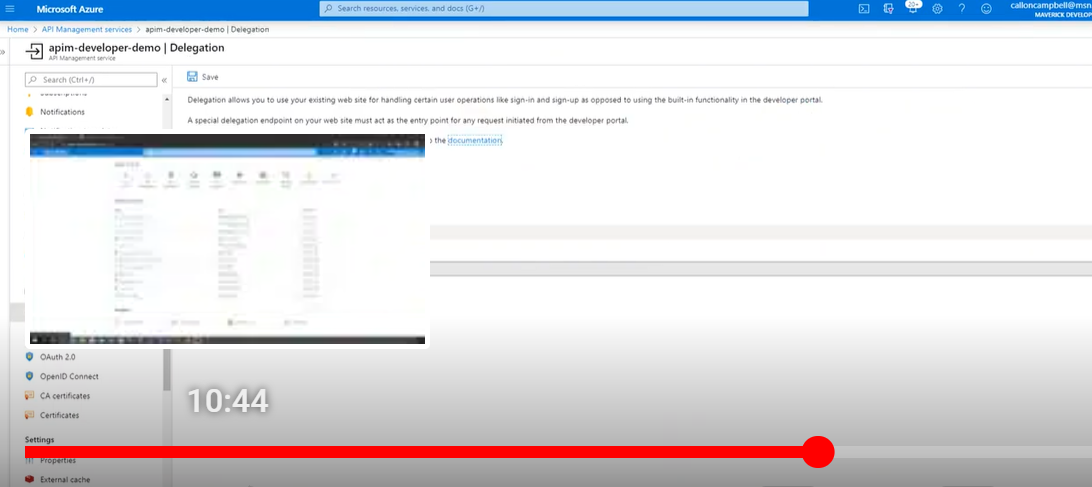 Microsoft Azure
Search resources, services, and docs (G+/)
20+
calloncampbell@msn
MAVERICK DEVELOP
Home > API Management services > apim-developer-demo | Delegation
apim-developer-demo | Delegation
API Management service
Search (Ctrl+/)
Save
Notifications
Delegation allows you to use your existing web site for handling certain user operations like sign-in and sign-up as opposed to using the built-in functionality in the developer portal.
A special delegation endpoint on your web site must act as the entry point for any request initiated from the developer portal.
the documentation.
OAuth 2.0
OpenID Connect
CA certificates
Certificates
10:44
Settings
Properties
External cache